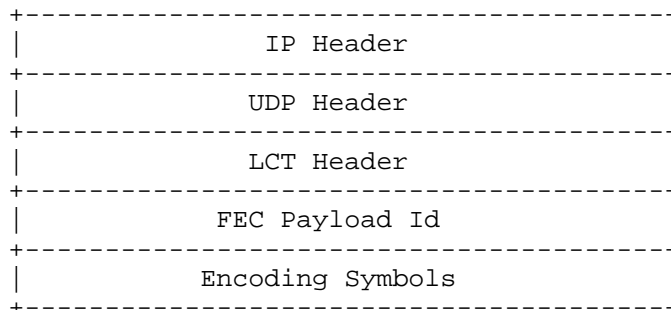 IP Header
UDP Header
LCT Header
FEC Payload Id
Encoding Symbols